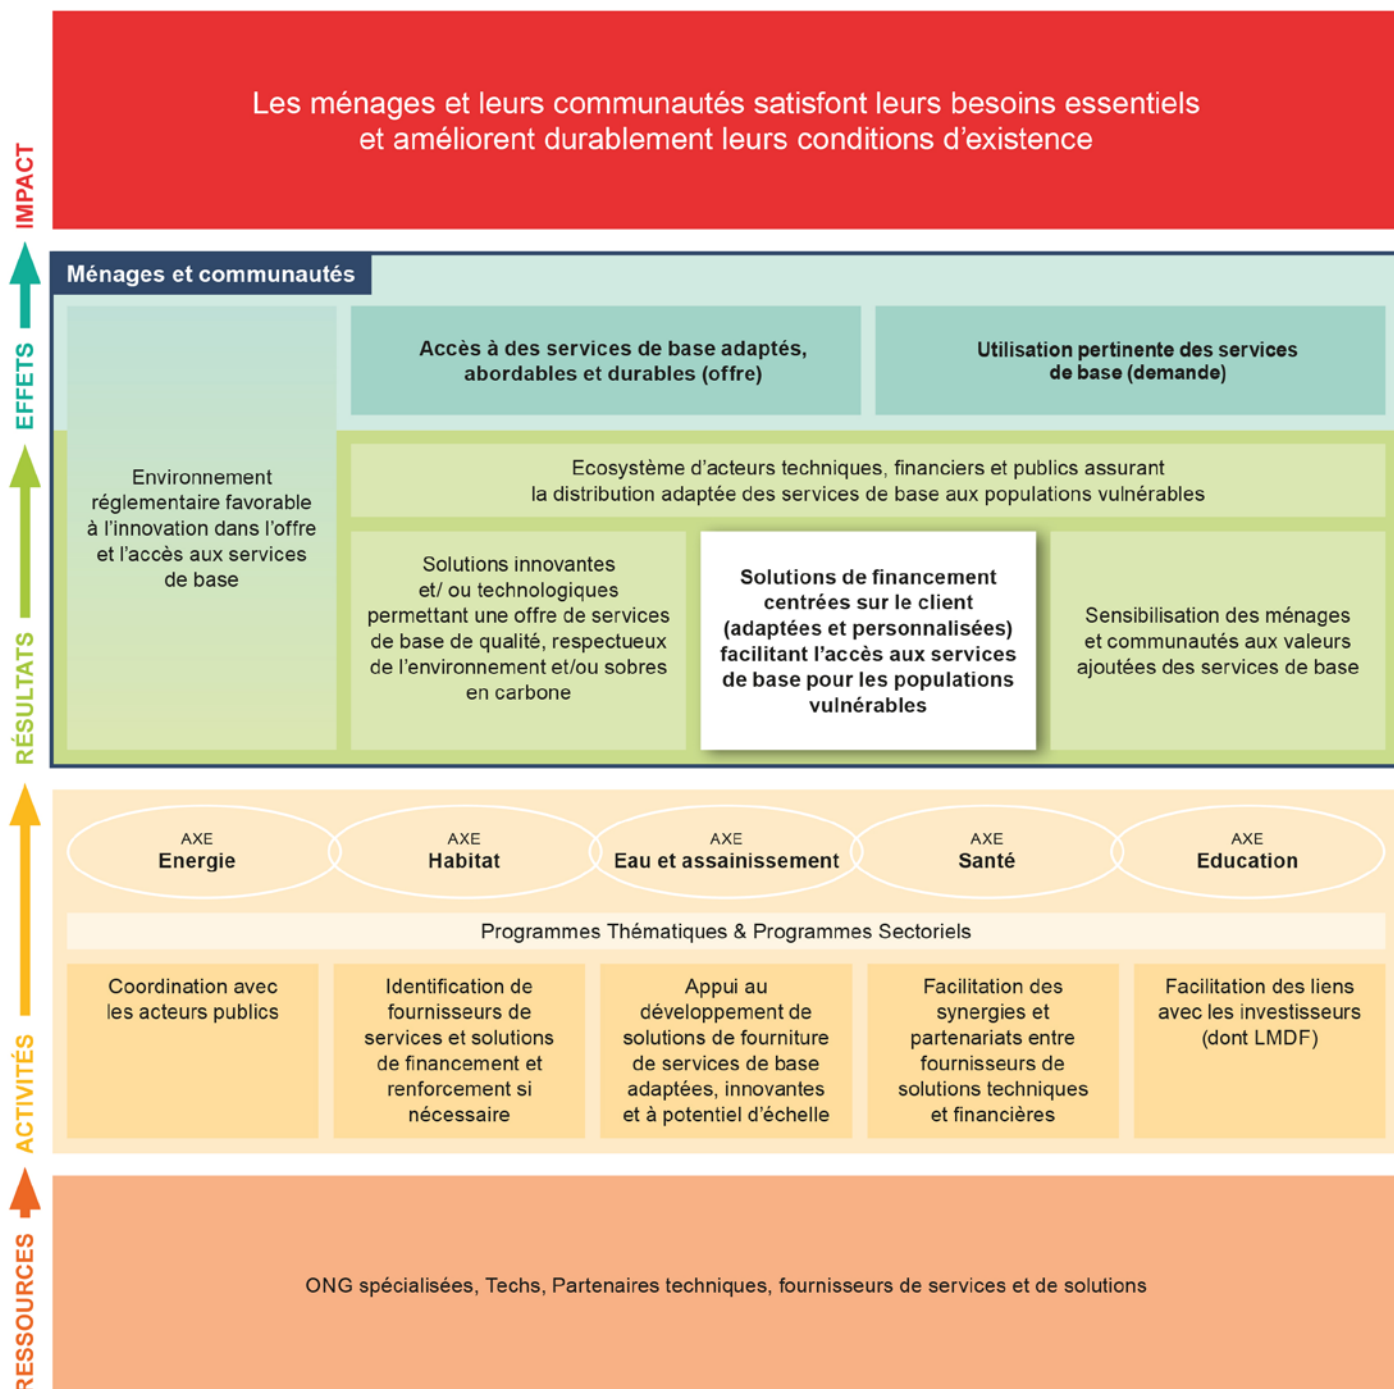 Les ménages et leurs communautés satisfont leurs besoins essentiels
et améliorent durablement leurs conditions d'existence
IMPACT
Ménages et communautés
EFFETS
Accès à des services de base adaptés,
abordables et durables (offre)
Utilisation pertinente des services
de base (demande)
Environnement
réglementaire favorable
à l'innovation dans l'offre
et l'accès aux services
de base
Ecosystème d'acteurs techniques, financiers et publics assurant
la distribution adaptée des services de base aux populations vulnérables
RÉSULTATS
Solutions innovantes
et/ ou technologiques
permettant une offre de services
de base de qualité, respectueux
de l'environnement et/ou sobres
en carbone
Solutions de financement
centrées sur le client
(adaptées et personnalisées)
facilitant l'accès aux services
de base pour les populations
vulnérables
Sensibilisation des ménages
et communautés aux valeurs
ajoutées des services de base
AXE
Energie
AXE
Habitat
AXE
Eau et assainissement
AXE
Santé
AXE
Education
Programmes Thématiques & Programmes Sectoriels
ACTIVITÉS
Coordination avec
les acteurs publics
Identification de
fournisseurs de
services et solutions
de financement et
renforcement si
nécessaire
Appui au
développement de
solutions de fourniture
de services de base
adaptées, innovantes
et à potentiel d'échelle
Facilitation des
synergies et
partenariats entre
fournisseurs de
solutions techniques
et financières
Facilitation des liens
avec les investisseurs
(dont LMDF)
RESSOURCES
ONG spécialisées, Techs, Partenaires techniques, fournisseurs de services et de solutions